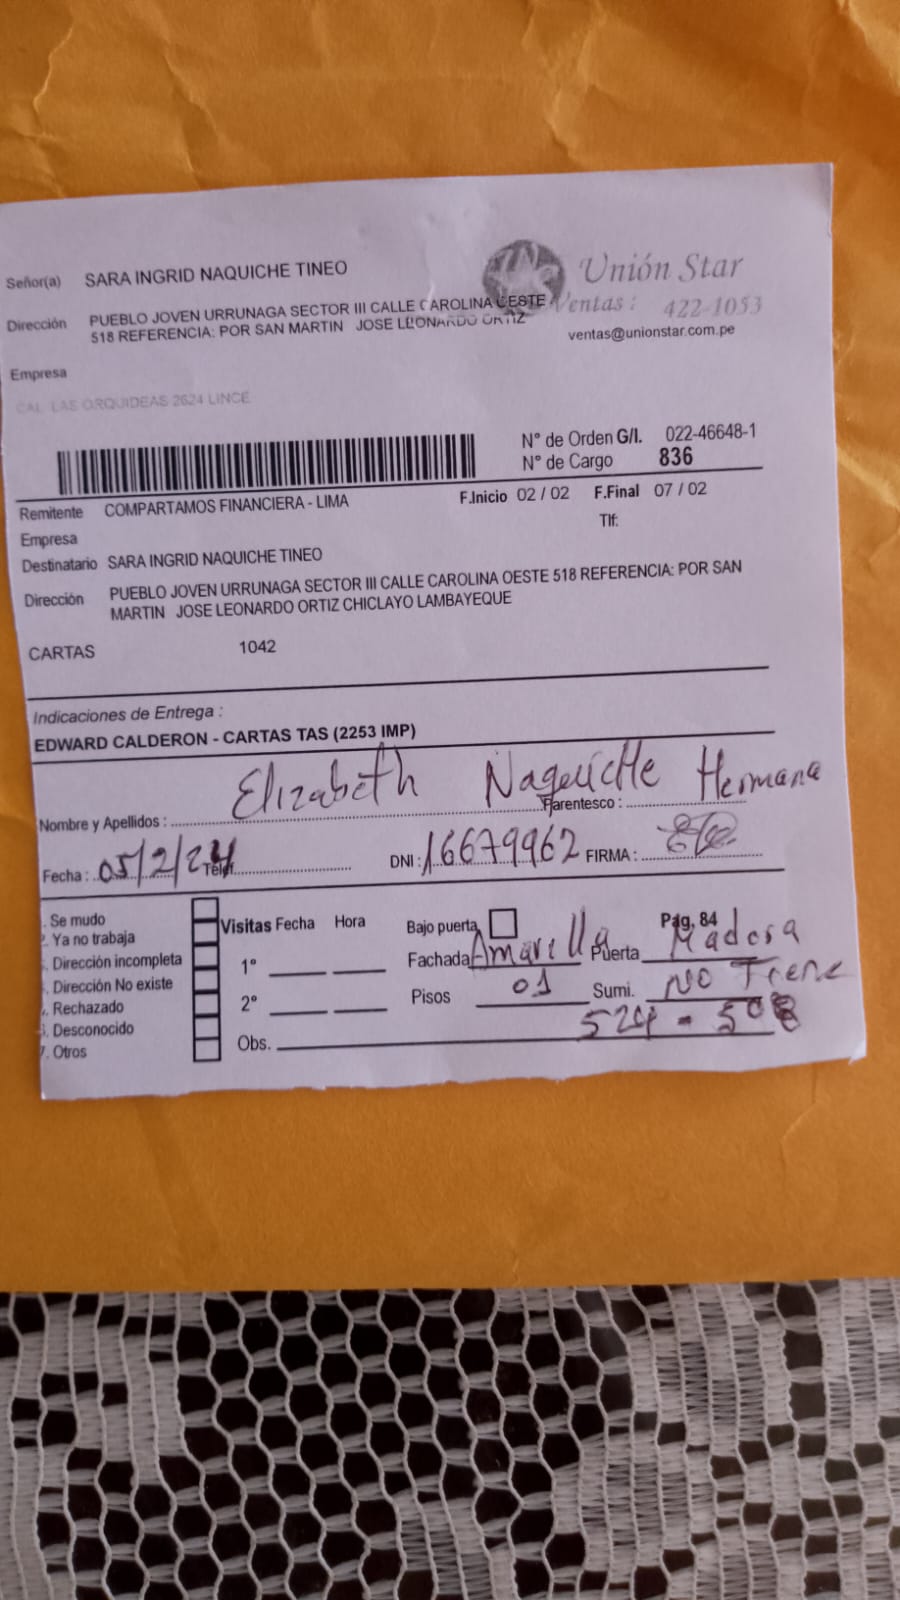 Señor(a) SARA INGRID NAQUICHE TINEO
Unión Star
Dirección PUEBLO JOVEN URRUNAGA SECTOR III CALLE CAROLINA OESTE
518 REFERENCIA: POR SAN MARTIN JOSE LEONARDO ORTIZ
Ventas: 422-1053
ventas@unionstar.com.pe
Empresa
CAL. LAS ORQUIDEAS 2624 LINCE
N° de Orden G/I. 022-46648-1
N° de Cargo 836
Remitente COMPARTAMOS FINANCIERA - LIMA F.Inicio 02 / 02 F.Final 07 / 02
Empresa Tlf:
Destinatario SARA INGRID NAQUICHE TINEO
Dirección PUEBLO JOVEN URRUNAGA SECTOR III CALLE CAROLINA OESTE 518 REFERENCIA: POR SAN
MARTIN JOSE LEONARDO ORTIZ CHICLAYO LAMBAYEQUE
CARTAS 1042
Indicaciones de Entrega :
EDWARD CALDERON - CARTAS TAS (2253 IMP)
Nombre y Apellidos : Elizabeth Naquiche Parentesco : Hermana
Fecha : 05/2/24 Telef. DNI : 16679962 FIRMA :
. Se mudo
. Ya no trabaja
. Dirección incompleta
. Dirección No existe
. Rechazado
. Desconocido
7. Otros
Visitas Fecha Hora
1°
2°
Obs.
Bajo puerta Pág. 84
Fachada Amarilla Puerta Madera
Pisos 01 Sumi. NO Tiene
524 - 508